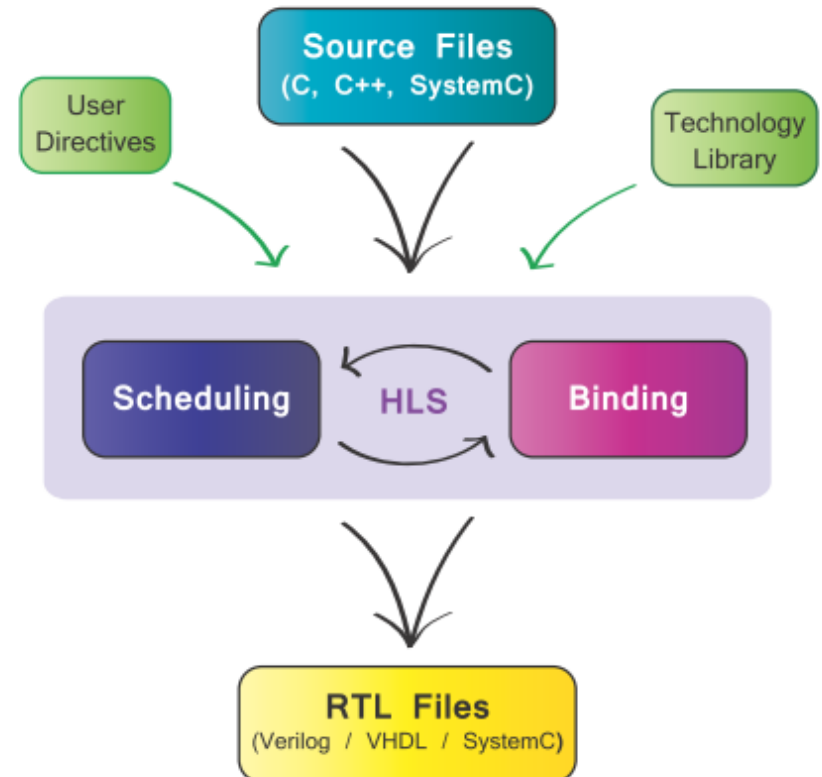 Source Files
(C, C++, SystemC)
User
Directives
Technology
Library
Scheduling
HLS
Binding
RTL Files
(Verilog / VHDL / SystemC)